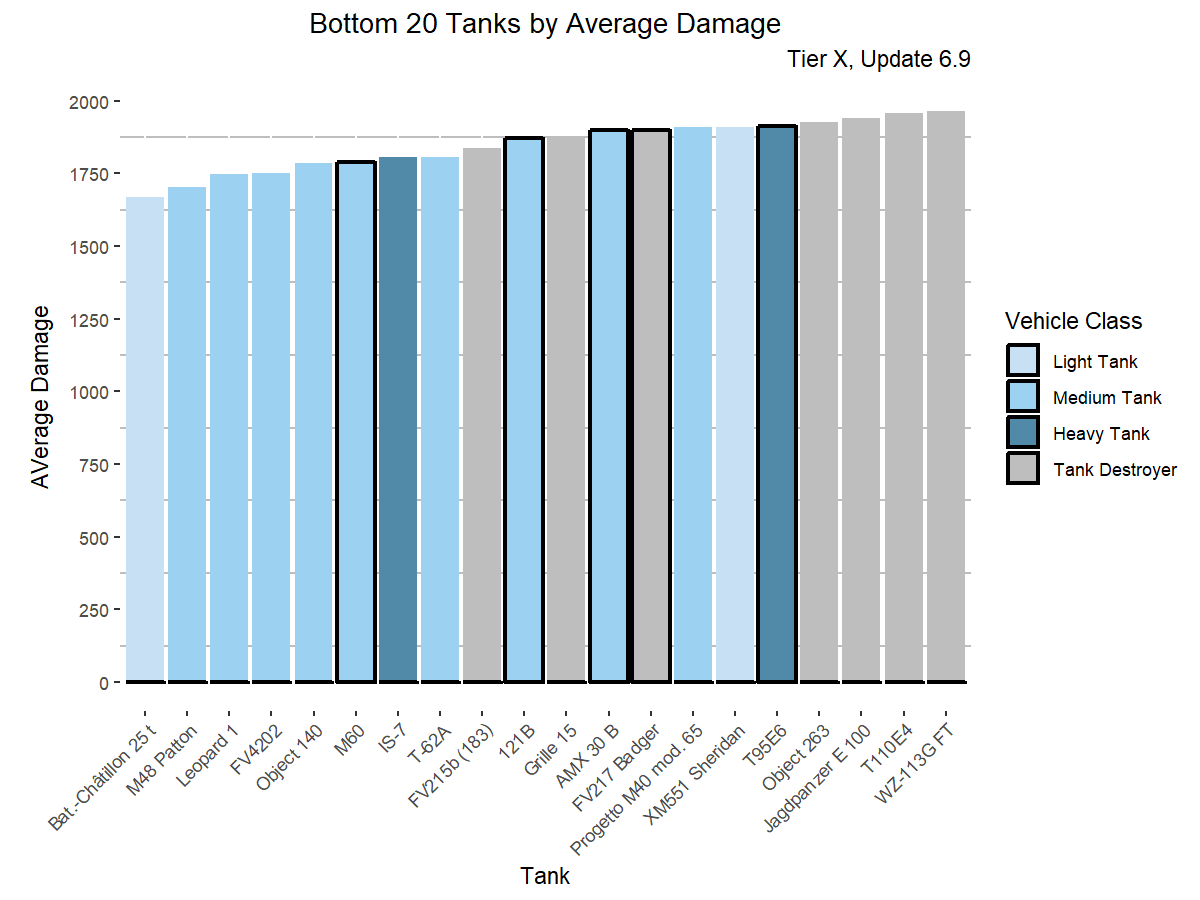 Bottom 20 Tanks by Average Damage
Tier X, Update 6.9
AVerage Damage
2000
1750
1500
1250
1000
750
500
250
0
Bat.-Châtillon 25 t
M48 Patton
Leopard 1
FV4202
Object 140
M60
IS-7
T-62A
FV215b (183)
121B
Grille 15
AMX 30 B
FV217 Badger
Progetto M40 mod. 65
XM551 Sheridan
T95E6
Object 263
Jagdpanzer E 100
T110E4
WZ-113G FT
Tank
Vehicle Class
Light Tank
Medium Tank
Heavy Tank
Tank Destroyer